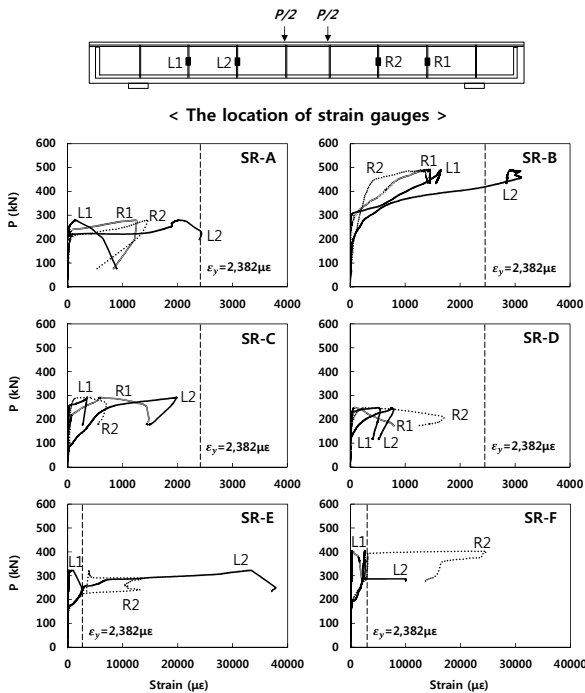 P/2 P/2
L1 L2 R2 R1
< The location of strain gauges >
600
500
400
300
200
100
0
P (kN)
SR-A
L1 R1 R2
L2
εy=2,382με
0 1000 2000 3000 4000
600
500
400
300
200
100
0
SR-B
R2 R1 L1
L2
εy=2,382με
0 1000 2000 3000 4000
600
500
400
300
200
100
0
P (kN)
SR-C
L1 R1 L2
R2
εy=2,382με
0 1000 2000 3000 4000
600
500
400
300
200
100
0
SR-D
R2
R1
L1 L2
εy=2,382με
0 1000 2000 3000 4000
600
500
400
300
200
100
0
P (kN)
SR-E
L1 L2
R2
εy=2,382με
0 10000 20000 30000 40000
Strain (με)
600
500
400
300
200
100
0
SR-F
L1 R2
L2
εy=2,382με
0 10000 20000 30000 40000
Strain (με)